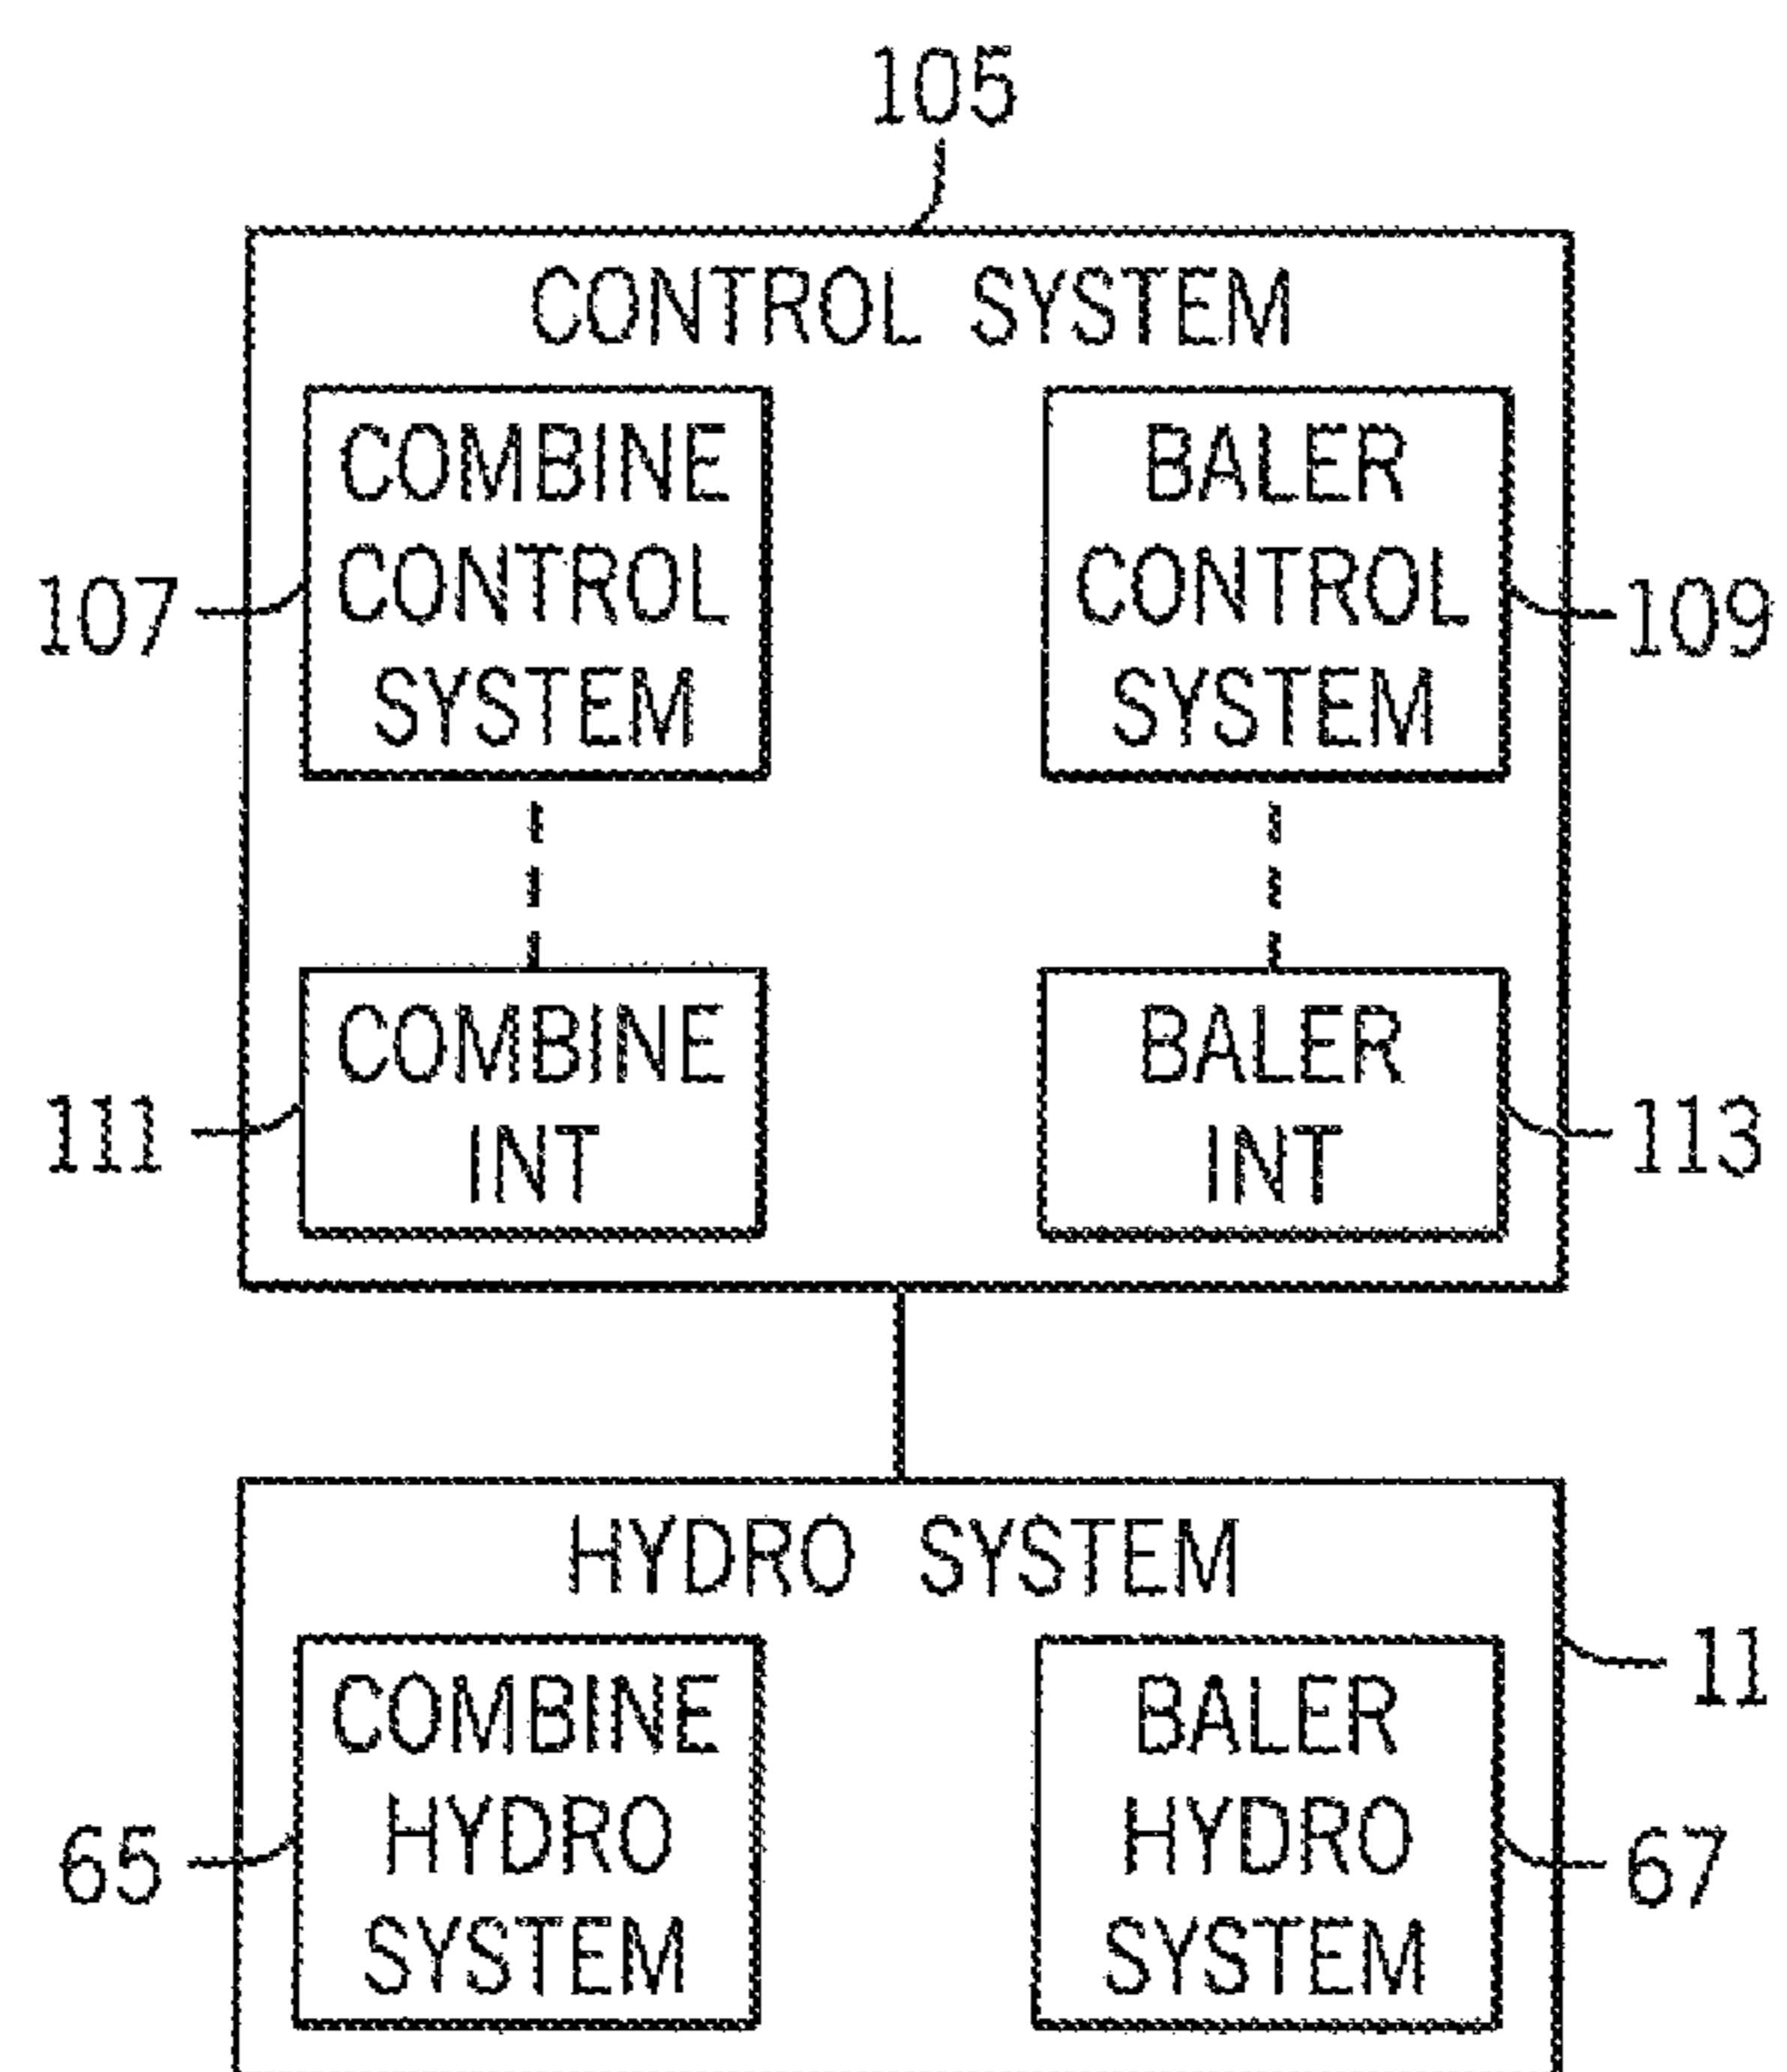 105
CONTROL SYSTEM
COMBINE
CONTROL
SYSTEM
107
BALER
CONTROL
SYSTEM
109
COMBINE
INT
111
BALER
INT
113
HYDRO SYSTEM
11
COMBINE
HYDRO
SYSTEM
65
BALER
HYDRO
SYSTEM
67